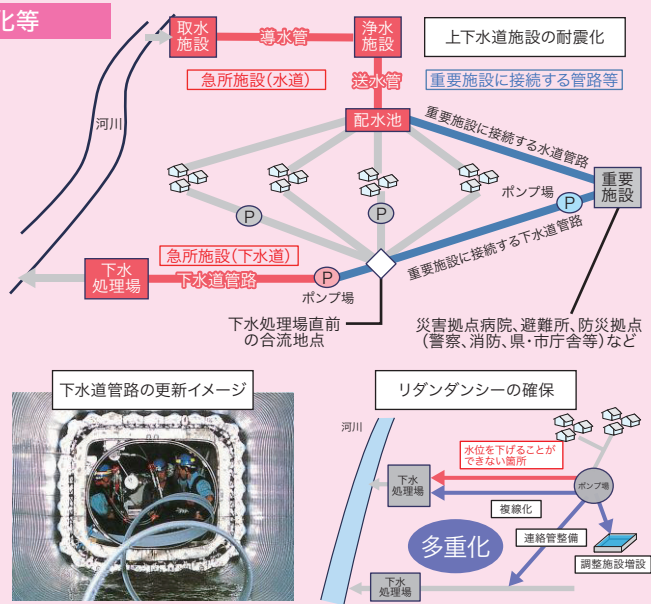 化等
上下水道施設の耐震化
取水
施設
導水管
浄水
施設
急所施設(水道)
送水管
重要施設に接続する管路等
河川
配水池
重要施設に接続する水道管路
ポンプ場
P
重要
施設
P
P
重要施設に接続する下水道管路
急所施設(下水道)
下水
処理場
下水道管路
P
ポンプ場
下水処理場直前
の合流地点
災害拠点病院、避難所、防災拠点
(警察、消防、県・市庁舎等)など
下水道管路の更新イメージ
リダンダンシーの確保
河川
水位を下げることが
できない箇所
下水
処理場
ポンプ場
複線化
連絡管整備
多重化
調整施設増設
下水
処理場